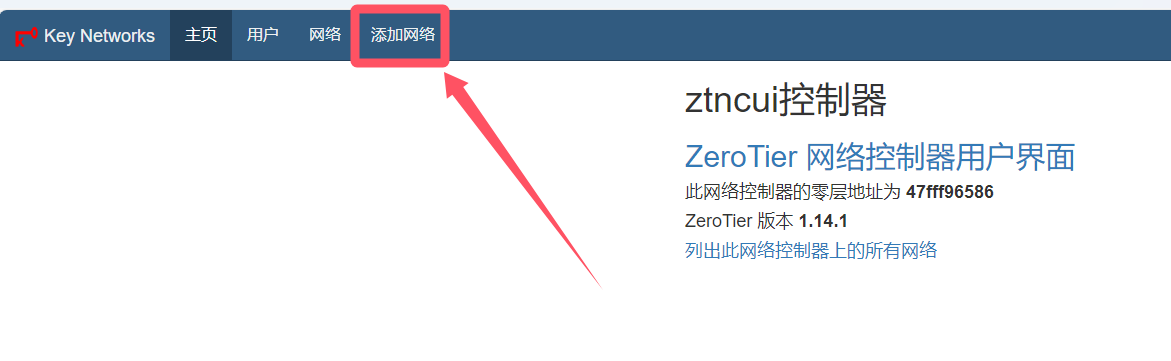 Key Networks 主页 用户 网络 添加网络
ztncui控制器
ZeroTier 网络控制器用户界面
此网络控制器的零层地址为 47fff96586
ZeroTier 版本 1.14.1
列出此网络控制器上的所有网络